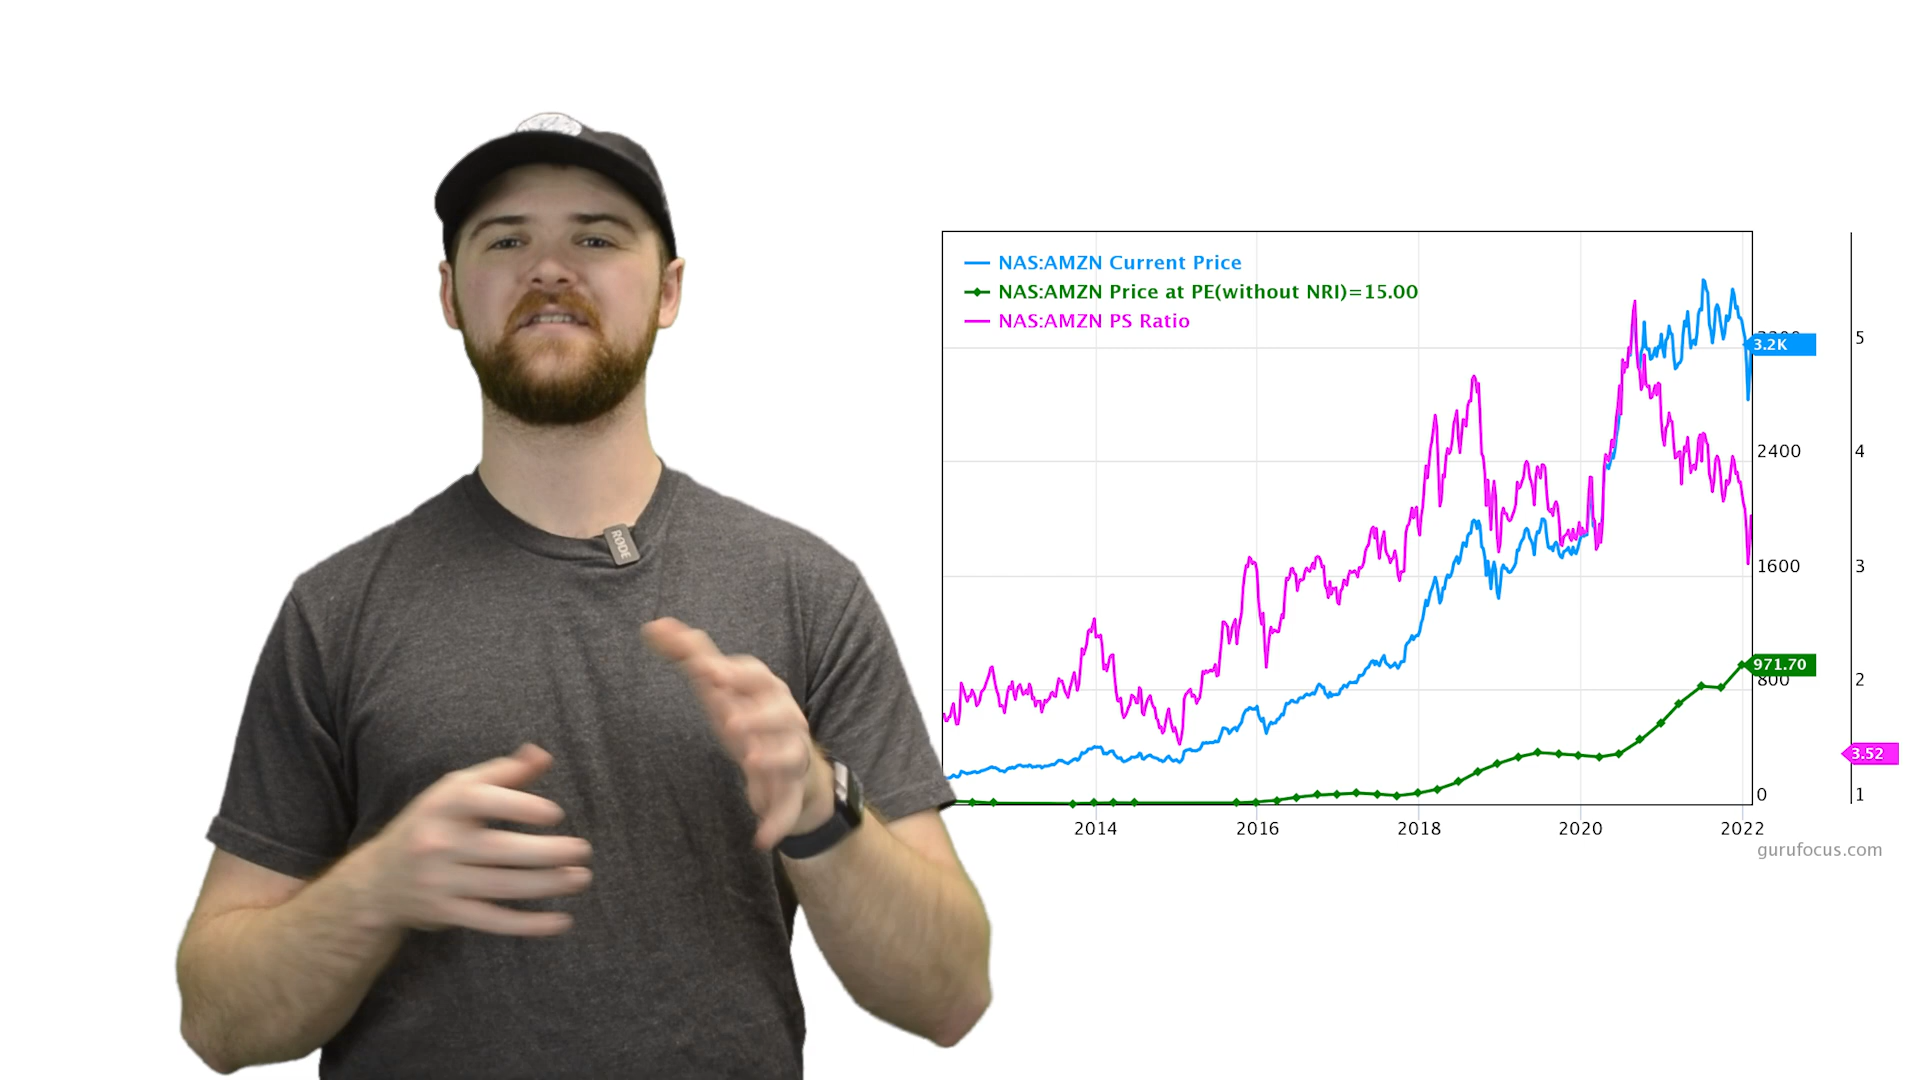 NAS:AMZN Current Price
NAS:AMZN Price at PE(without NRI)=15.00
NAS:AMZN PS Ratio
5
3.2K
2400
4
1600
3
971.70
800
2
3.52
0
1
2014
2016
2018
2020
2022
gurufocus.com
RØDE